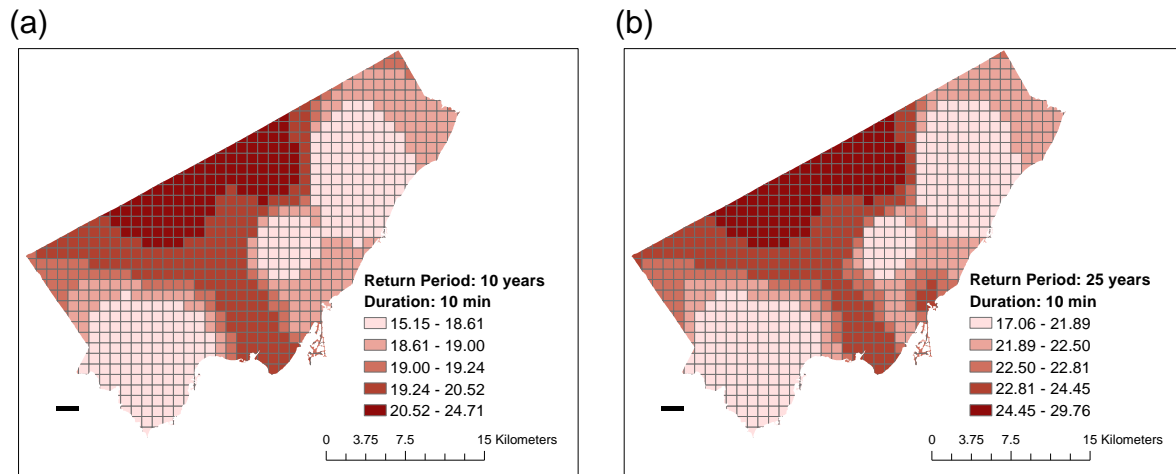 (a)
Return Period: 10 years
Duration: 10 min
15.15 - 18.61
18.61 - 19.00
19.00 - 19.24
19.24 - 20.52
20.52 - 24.71
0 3.75 7.5 15 Kilometers
(b)
Return Period: 25 years
Duration: 10 min
17.06 - 21.89
21.89 - 22.50
22.50 - 22.81
22.81 - 24.45
24.45 - 29.76
0 3.75 7.5 15 Kilometers